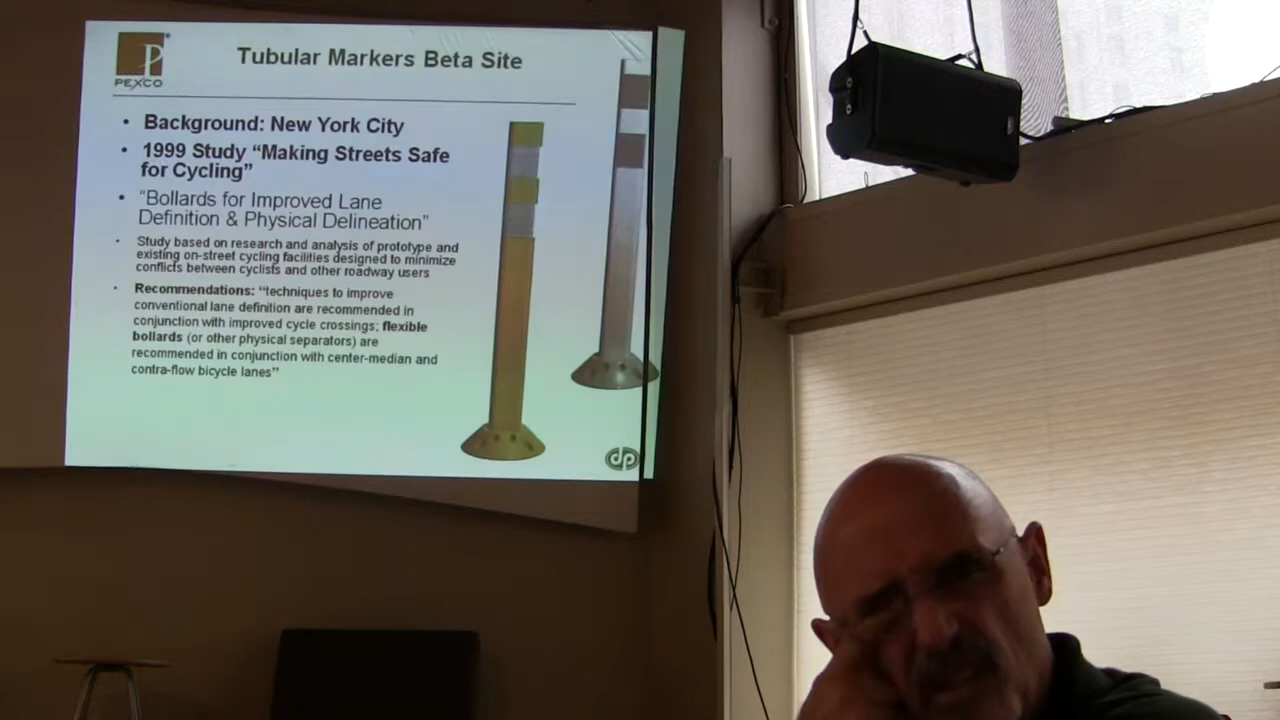 PEXCO
Tubular Markers Beta Site
• Background: New York City
• 1999 Study “Making Streets Safe
for Cycling”
• “Bollards for Improved Lane
Definition & Physical Delineation”
• Study based on research and analysis of prototype and
existing on-street cycling facilities designed to minimize
conflicts between cyclists and other roadway users
• Recommendations: “techniques to improve
conventional lane definition are recommended in
conjunction with improved cycle crossings; flexible
bollards (or other physical separators) are
recommended in conjunction with center-median and
contra-flow bicycle lanes”
dp